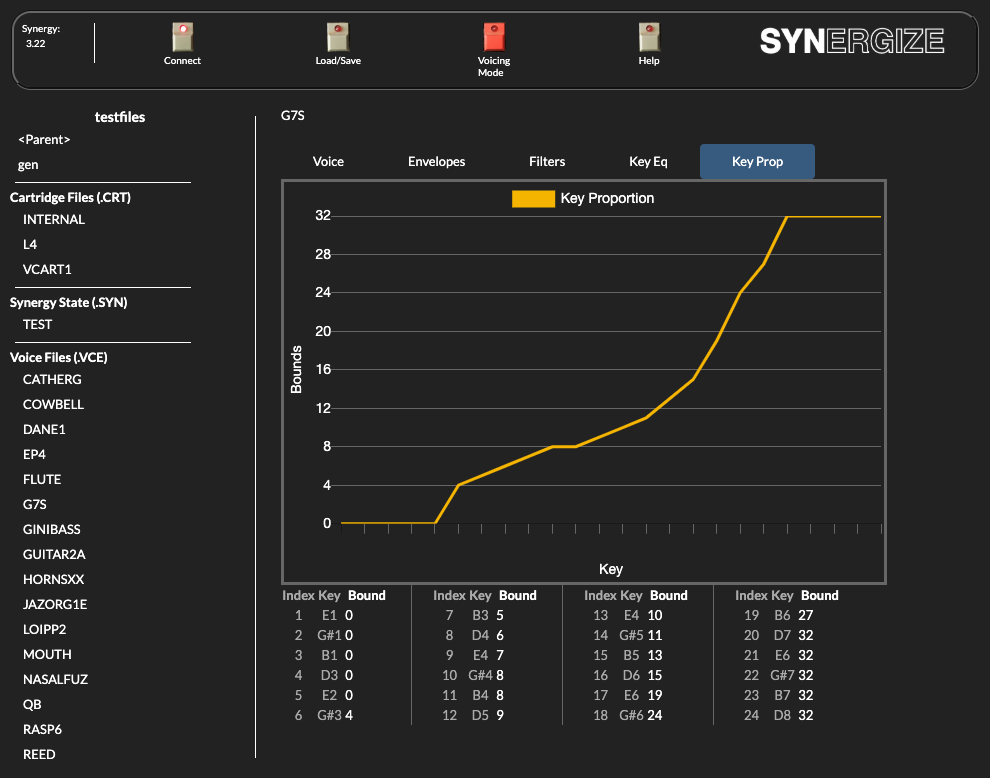 Synergy:
3.22
Connect
Load/Save
Voicing
Mode
Help
SYNERGIZE
testfiles
<Parent>
gen
Cartridge Files (.CRT)
INTERNAL
L4
VCART1
Synergy State (.SYN)
TEST
Voice Files (.VCE)
CATHERG
COWBELL
DANE1
EP4
FLUTE
G7S
GINIBASS
GUITAR2A
HORNSXX
JAZORG1E
LOIPP2
MOUTH
NASALFUZ
QB
RASP6
REED
G7S
Voice Envelopes Filters Key Eq Key Prop
Key Proportion
32
28
24
20
16
12
8
4
0
Bounds
Key
Index Key Bound
1 E1 0
2 G#1 0
3 B1 0
4 D3 0
5 E2 0
6 G#3 4
Index Key Bound
7 B3 5
8 D4 6
9 E4 7
10 G#4 8
11 B4 8
12 D5 9
Index Key Bound
13 E4 10
14 G#5 11
15 B5 13
16 D6 15
17 E6 19
18 G#6 24
Index Key Bound
19 B6 27
20 D7 32
21 E6 32
22 G#7 32
23 B7 32
24 D8 32